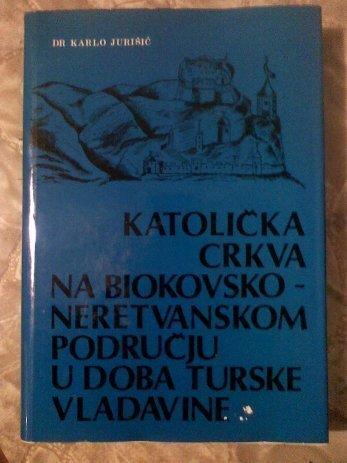 DR KARLO JURIŠIĆ
KATOLIČKA
CRKVA
NA BIOKOVSKO-
NERETVANSKOM
PODRUČJU
U DOBA TURSKE
VLADAVINE